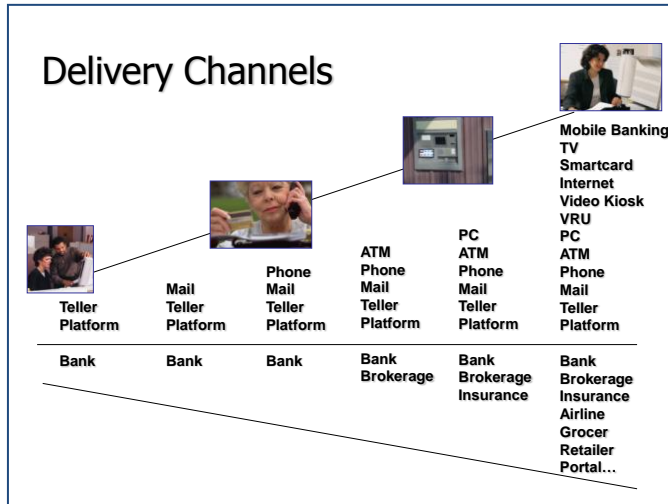 Delivery Channels
Teller
Platform
Mail
Teller
Platform
Phone
Mail
Teller
Platform
ATM
Phone
Mail
Teller
Platform
PC
ATM
Phone
Mail
Teller
Platform
Mobile Banking
TV
Smartcard
Internet
Video Kiosk
VRU
PC
ATM
Phone
Mail
Teller
Platform
Bank
Bank
Bank
Bank
Brokerage
Bank
Brokerage
Insurance
Bank
Brokerage
Insurance
Airline
Grocer
Retailer
Portal…